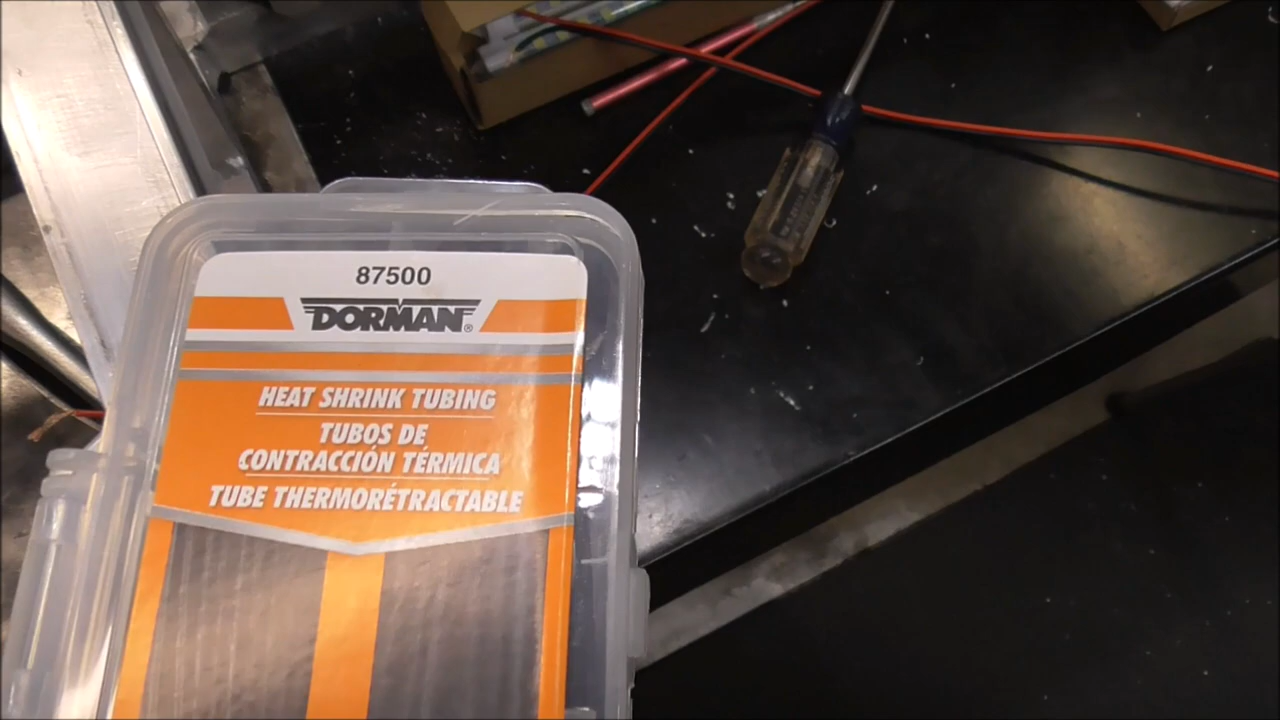 87500
DORMAN®
HEAT SHRINK TUBING
TUBOS DE
CONTRACCIÓN TÉRMICA
TUBE THERMORÉTRACTABLE